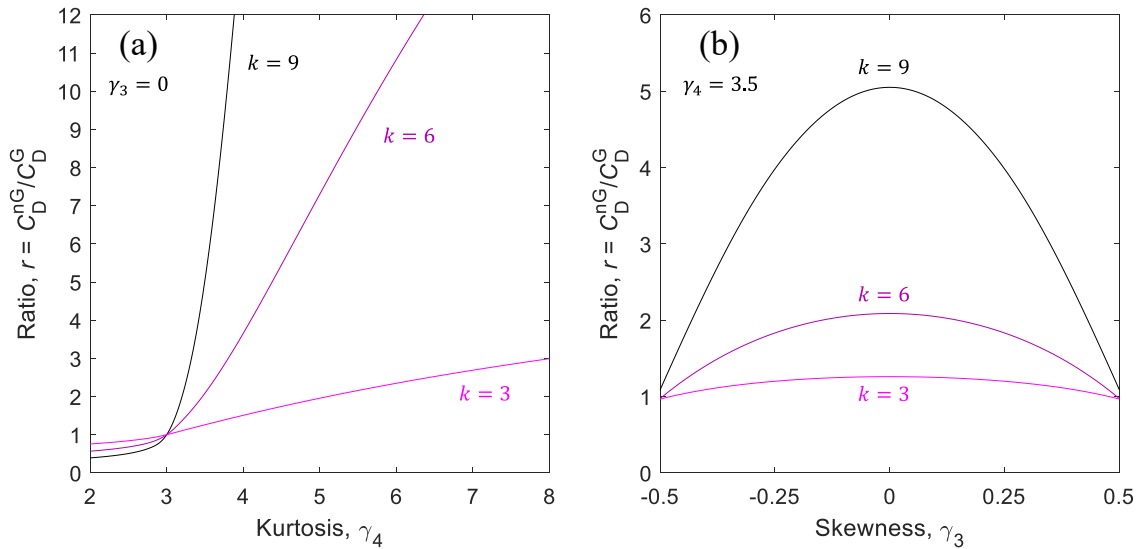 (a)
γ₃ = 0
k = 9
k = 6
k = 3
12
11
10
9
8
7
6
5
4
3
2
1
0
2
3
4
5
6
7
8
Ratio, r = C_D^nG/C_D^G
Kurtosis, γ₄
(b)
γ₄ = 3.5
k = 9
k = 6
k = 3
6
5
4
3
2
1
0
-0.5
-0.25
0
0.25
0.5
Ratio, r = C_D^nG/C_D^G
Skewness, γ₃